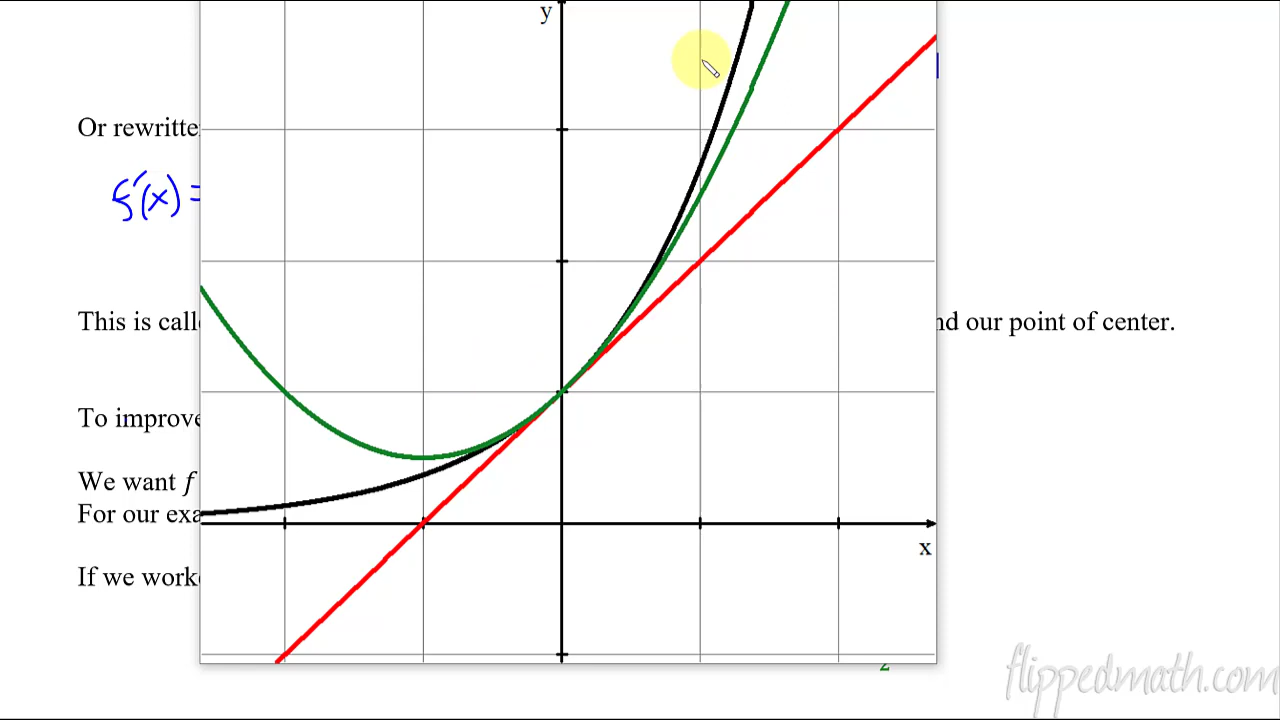 y
Or rewritte
f'(x) =
This is call
nd our point of center.
To improve
We want f
For our exa
x
If we work
2
flippedmath.com